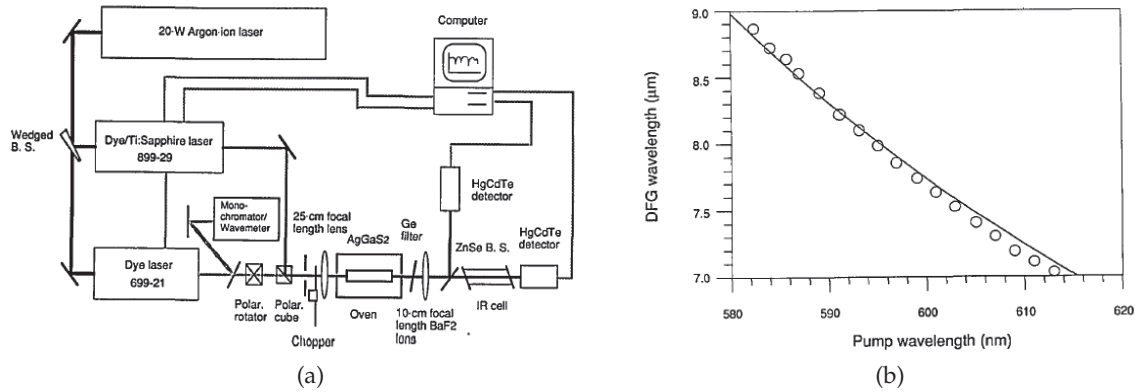 20-W Argon-ion laser
Computer
Wedged
B. S.
Dye/Ti:Sapphire laser
899-29
Mono-
chromator/
Wavemeter
25-cm focal
length lens
HgCdTe
detector
HgCdTe
detector
AgGaS2
Ge
filter
ZnSe B. S.
Dye laser
699-21
Polar.
rotator
Polar.
cube
Oven
10-cm focal
length BaF2
lons
IR cell
Chopper
(a)
DFG wavelength (μm)
9.0
8.5
8.0
7.5
7.0
580
590
600
610
620
Pump wavelength (nm)
(b)